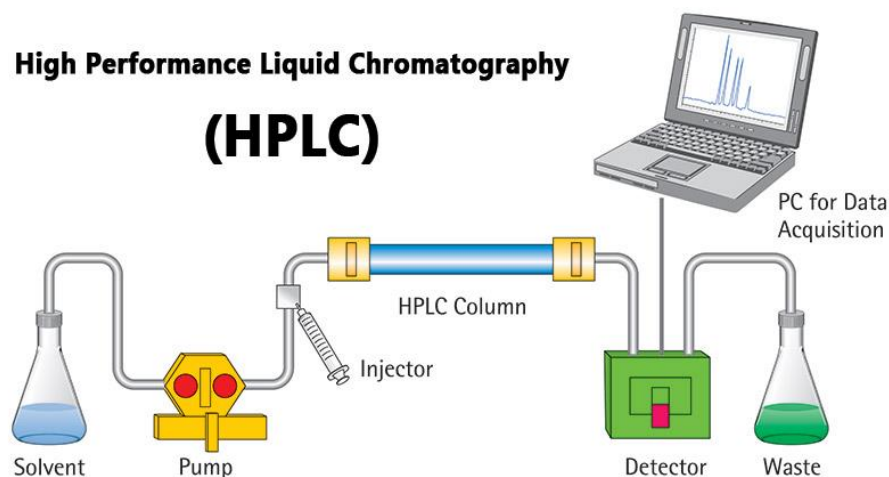 High Performance Liquid Chromatography
(HPLC)
PC for Data
Acquisition
HPLC Column
Injector
Solvent
Pump
Detector
Waste